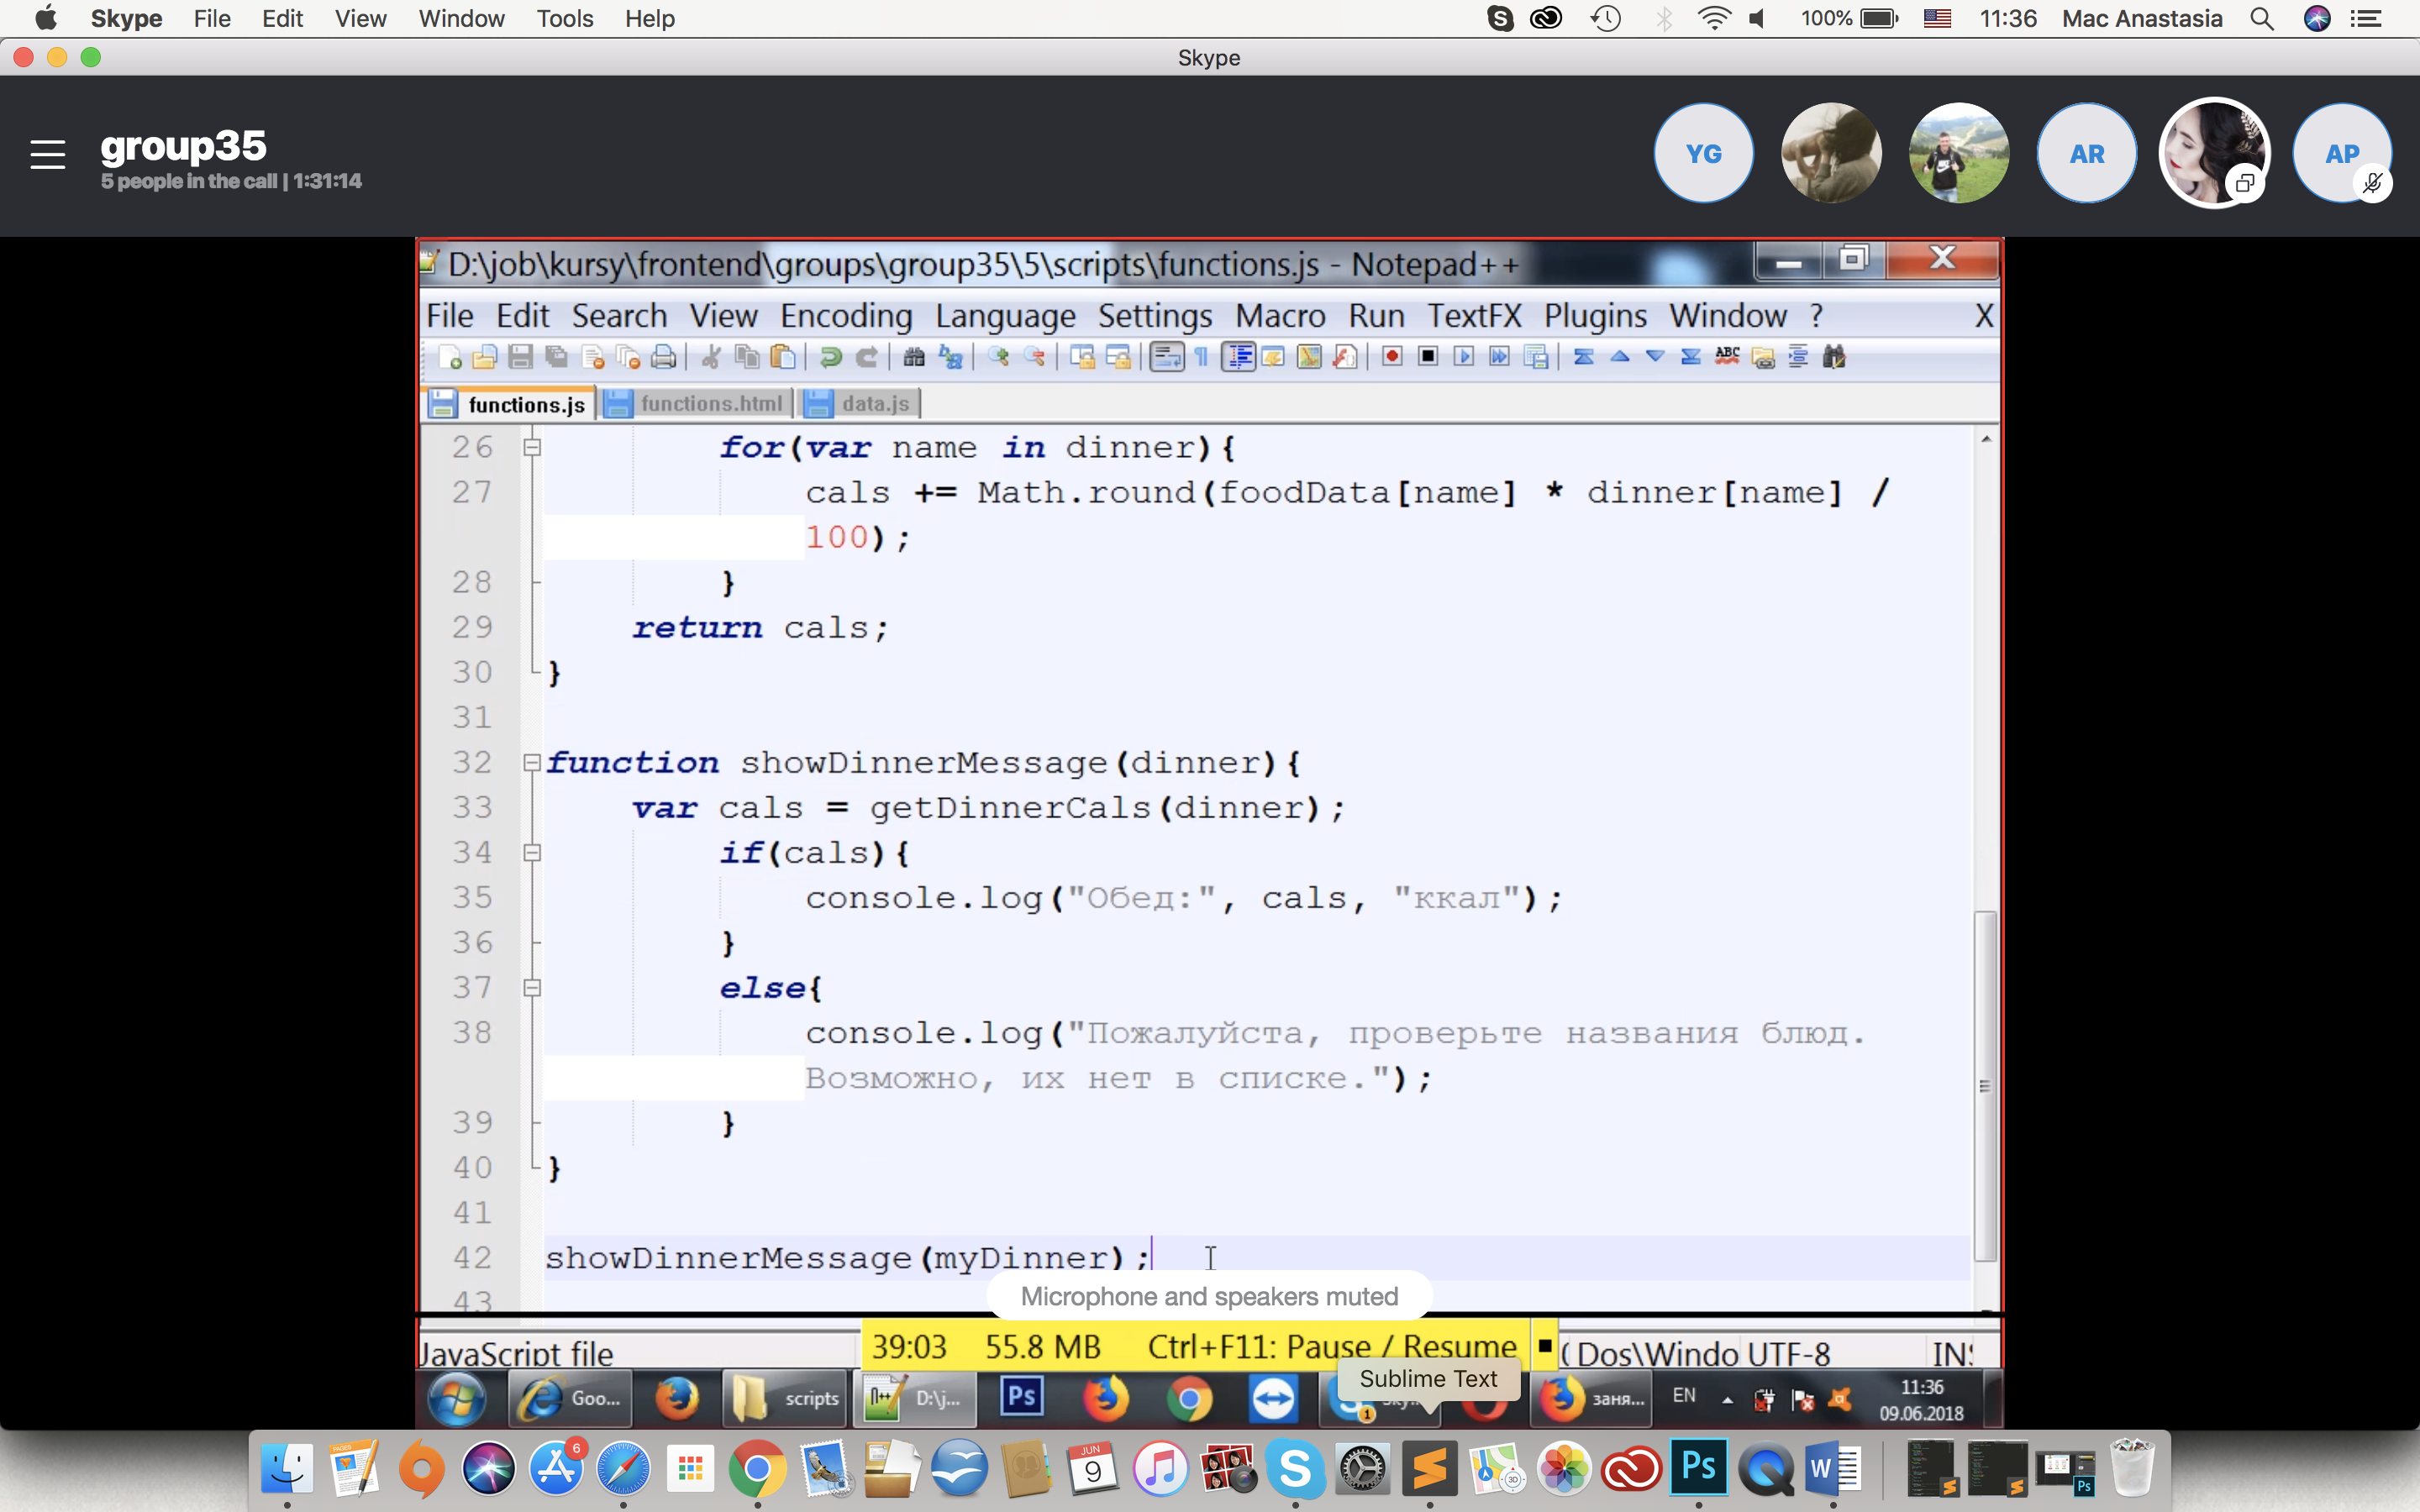 Skype File Edit View Window Tools Help 100% 11:36 Mac Anastasia
Skype
group35
5 people in the call | 1:31:14
YG AR AP
D:\job\kursy\frontend\groups\group35\5\scripts\functions.js - Notepad++
File Edit Search View Encoding Language Settings Macro Run TextFX Plugins Window ? X
functions.js functions.html data.js
26 for(var name in dinner){
27 cals += Math.round(foodData[name] * dinner[name] /
100);
28 }
29 return cals;
30 }
31
32 function showDinnerMessage(dinner){
33 var cals = getDinnerCals(dinner);
34 if(cals){
35 console.log("Обед:", cals, "ккал");
36 }
37 else{
38 console.log("Пожалуйста, проверьте названия блюд.
Возможно, их нет в списке.");
39 }
40 }
41
42 showDinnerMessage(myDinner);
43
Microphone and speakers muted
JavaScript file 39:03 55.8 MB Ctrl+F11: Pause / Resume Dos\Windo UTF-8
Sublime Text
Goo... scripts D:\j... Ps заня... EN 11:36
09.06.2018
PAGES 6 JUN 9 3D Ps W Ps